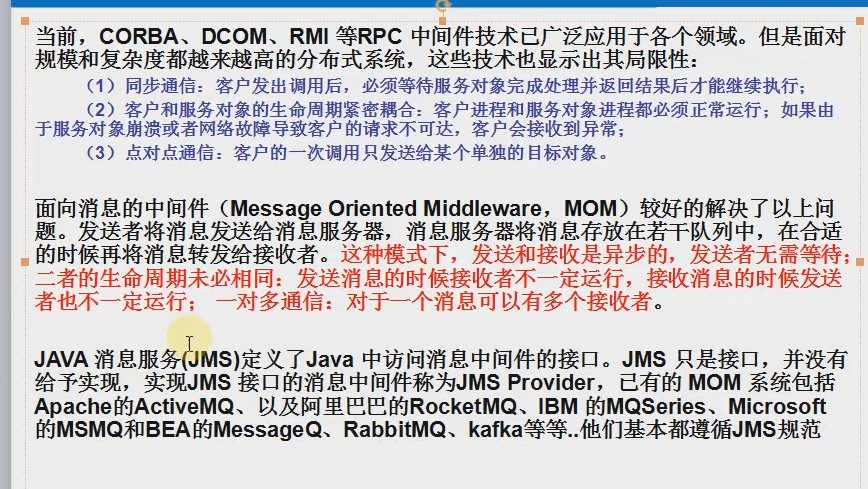 当前，CORBA、DCOM、RMI 等RPC 中间件技术已广泛应用于各个领域。但是面对
规模和复杂度都越来越高的分布式系统，这些技术也显示出其局限性：
（1）同步通信：客户发出调用后，必须等待服务对象完成处理并返回结果后才能继续执行；
（2）客户和服务对象的生命周期紧密耦合：客户进程和服务对象进程都必须正常运行；如果由
于服务对象崩溃或者网络故障导致客户的请求不可达，客户会接收到异常；
（3）点对点通信：客户的一次调用只发送给某个单独的目标对象。
面向消息的中间件（Message Oriented Middleware，MOM）较好的解决了以上问
题。发送者将消息发送给消息服务器，消息服务器将消息存放在若干队列中，在合适
的时候再将消息转发给接收者。这种模式下，发送和接收是异步的，发送者无需等待；
二者的生命周期未必相同：发送消息的时候接收者不一定运行，接收消息的时候发送
者也不一定运行； 一对多通信：对于一个消息可以有多个接收者。
JAVA 消息服务(JMS)定义了Java 中访问消息中间件的接口。JMS 只是接口，并没有
给予实现，实现JMS 接口的消息中间件称为JMS Provider，已有的 MOM 系统包括
Apache的ActiveMQ、以及阿里巴巴的RocketMQ、IBM 的MQSeries、Microsoft
的MSMQ和BEA的MessageQ、RabbitMQ、kafka等等..他们基本都遵循JMS规范